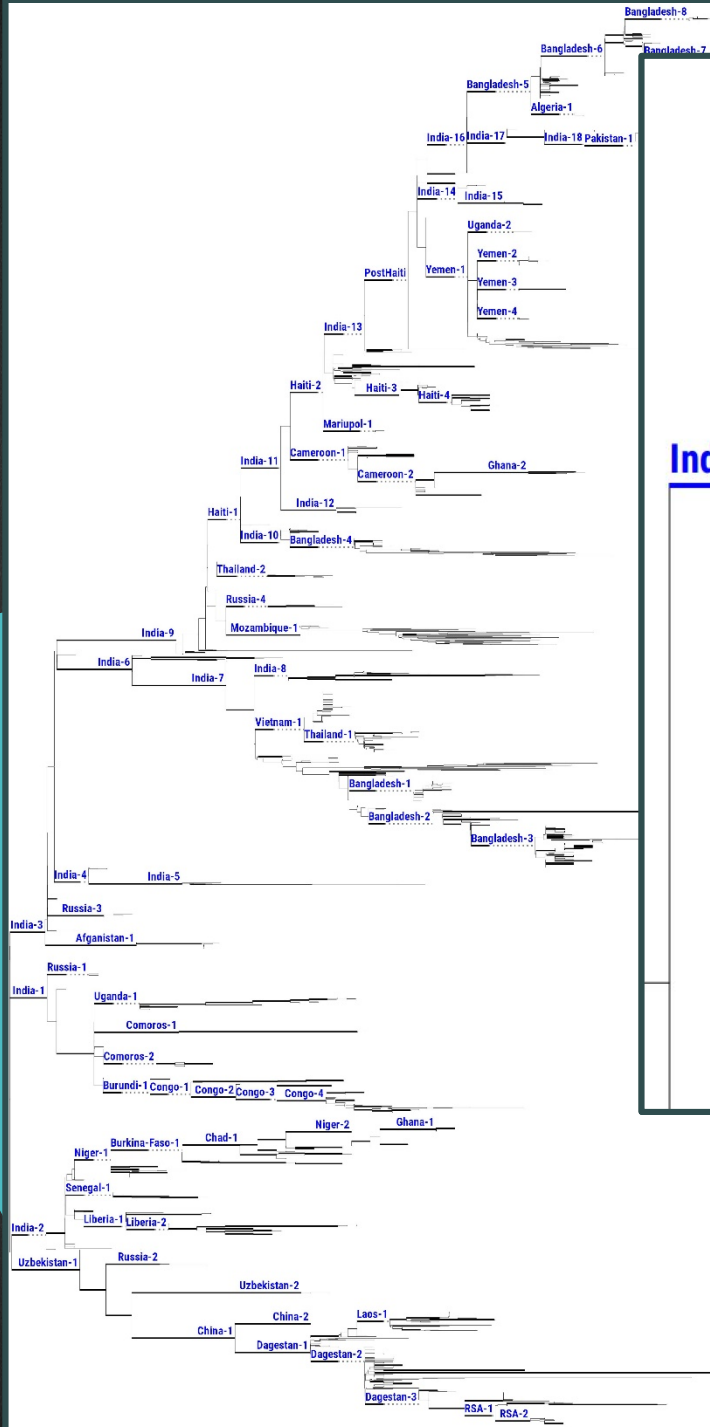 Bangladesh-8
Bangladesh-6
Bangladesh-7
Bangladesh-5
Algeria-1
India-16
India-17
India-18
Pakistan-1
India-14
India-15
Uganda-2
Yemen-2
PostHaiti
Yemen-1
Yemen-3
Yemen-4
India-13
Haiti-2
Haiti-3
Haiti-4
Mariupol-1
Cameroon-1
India-11
Ghana-2
Cameroon-2
Ind
India-12
Haiti-1
India-10
Bangladesh-4
Thailand-2
Russia-4
Mozambique-1
India-9
India-6
India-8
India-7
Vietnam-1
Thailand-1
Bangladesh-1
Bangladesh-2
Bangladesh-3
India-4
India-5
Russia-3
India-3
Afganistan-1
Russia-1
India-1
Uganda-1
Comoros-1
Comoros-2
Burundi-1
Congo-1
Congo-2
Congo-3
Congo-4
Niger-2
Ghana-1
Burkina-Faso-1
Chad-1
Niger-1
Senegal-1
Liberia-1
Liberia-2
India-2
Uzbekistan-1
Russia-2
Uzbekistan-2
China-2
Laos-1
China-1
Dagestan-1
Dagestan-2
Dagestan-3
RSA-1
RSA-2